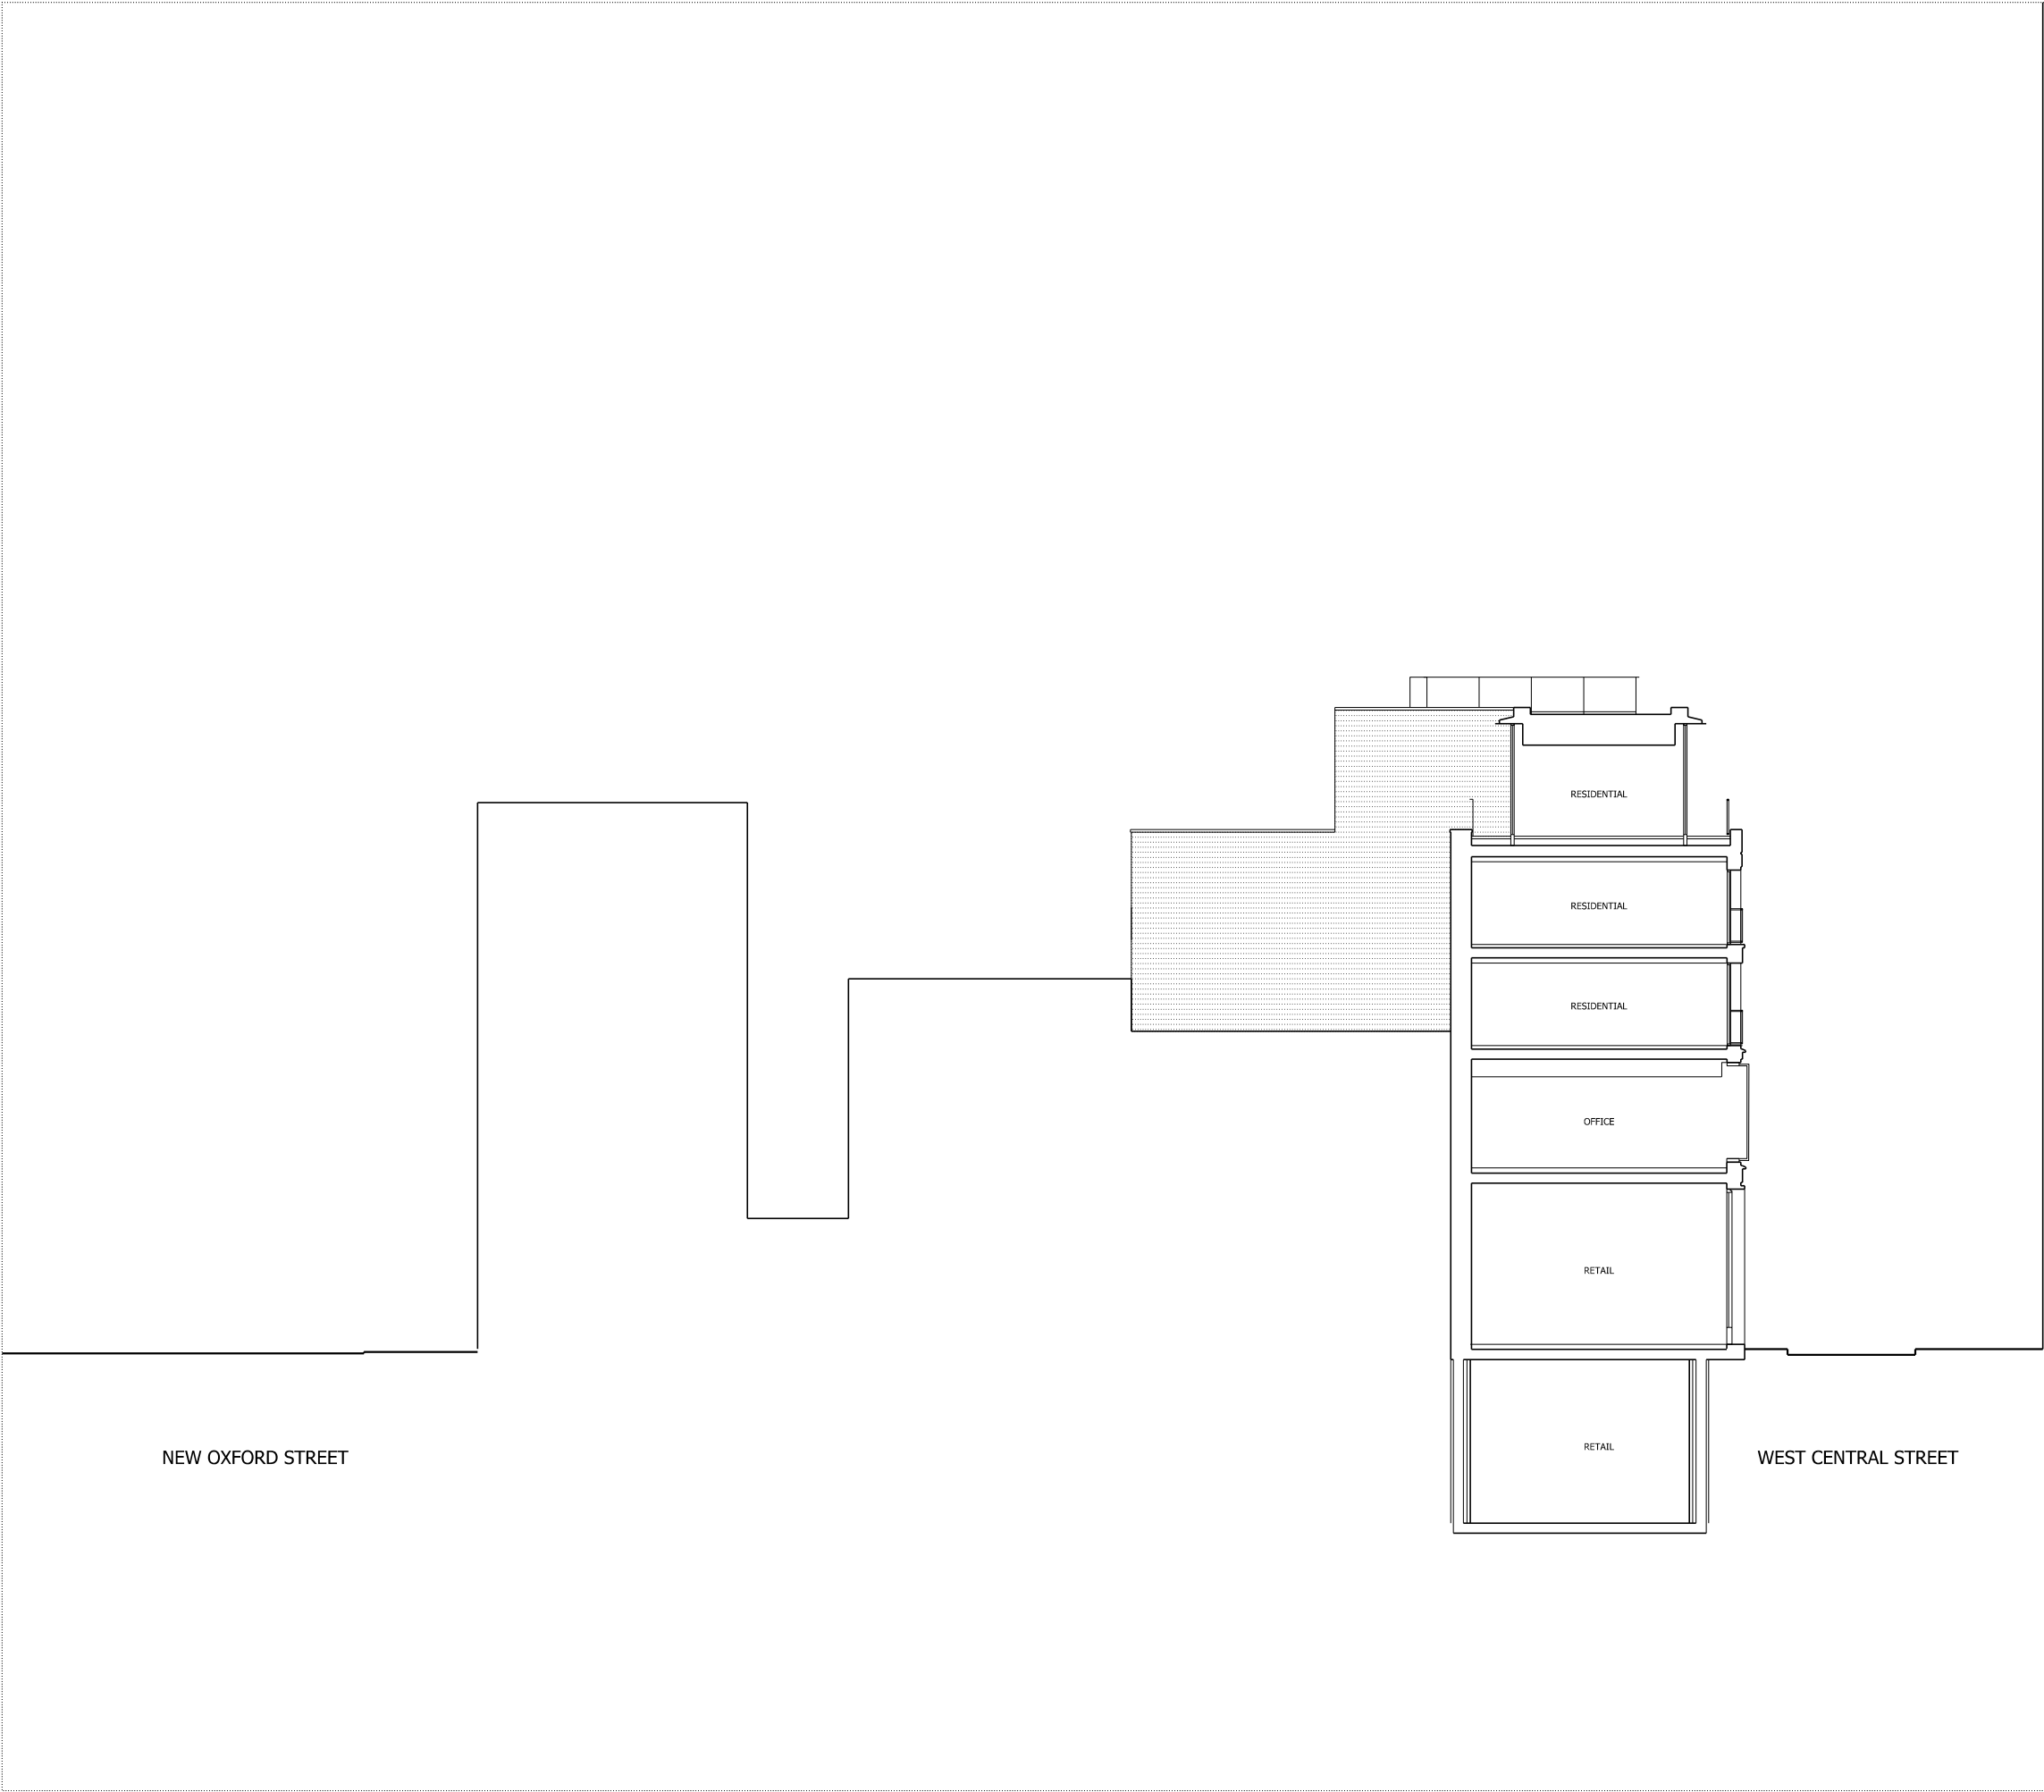 RESIDENTIAL
RESIDENTIAL
RESIDENTIAL
OFFICE
RETAIL
RETAIL
NEW OXFORD STREET
WEST CENTRAL STREET